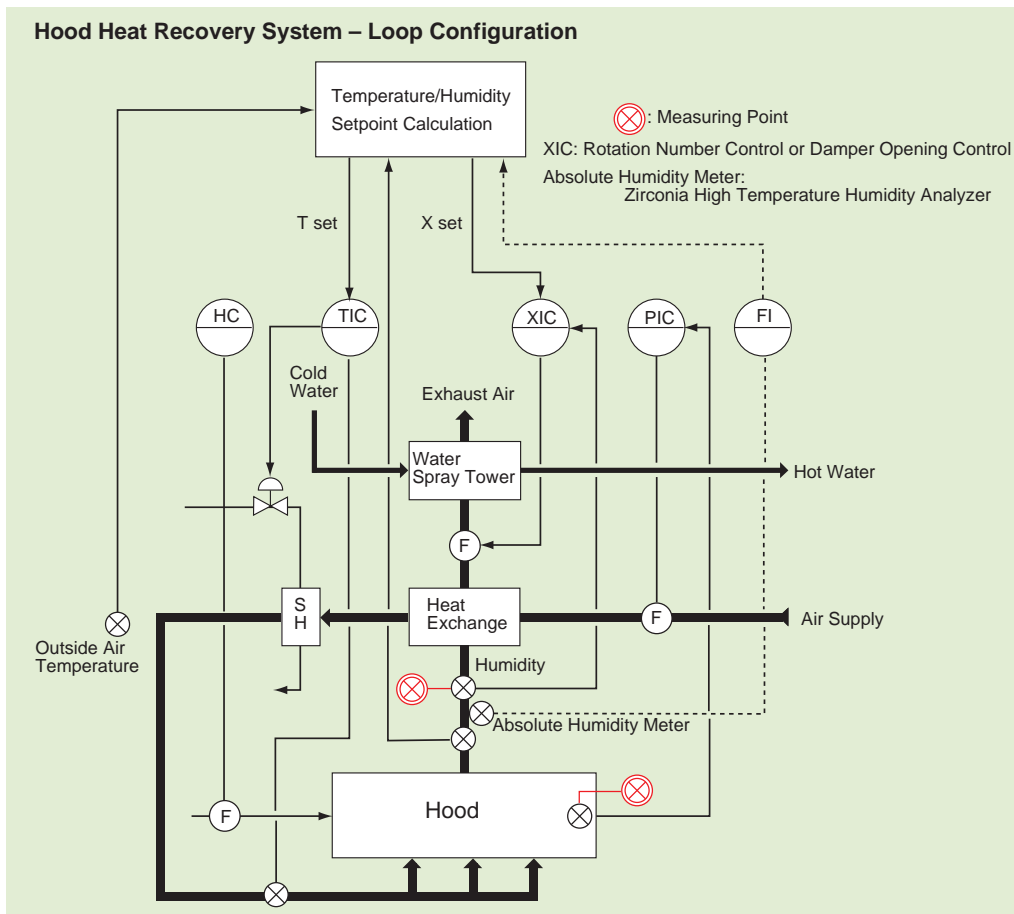 Hood Heat Recovery System – Loop Configuration
Temperature/Humidity
Setpoint Calculation
: Measuring Point
XIC: Rotation Number Control or Damper Opening Control
Absolute Humidity Meter:
Zirconia High Temperature Humidity Analyzer
T set
X set
HC
TIC
XIC
PIC
FI
Cold
Water
Exhaust Air
Water
Spray Tower
Hot Water
F
S
H
Heat
Exchange
F
Air Supply
Outside Air
Temperature
Humidity
Absolute Humidity Meter
F
Hood